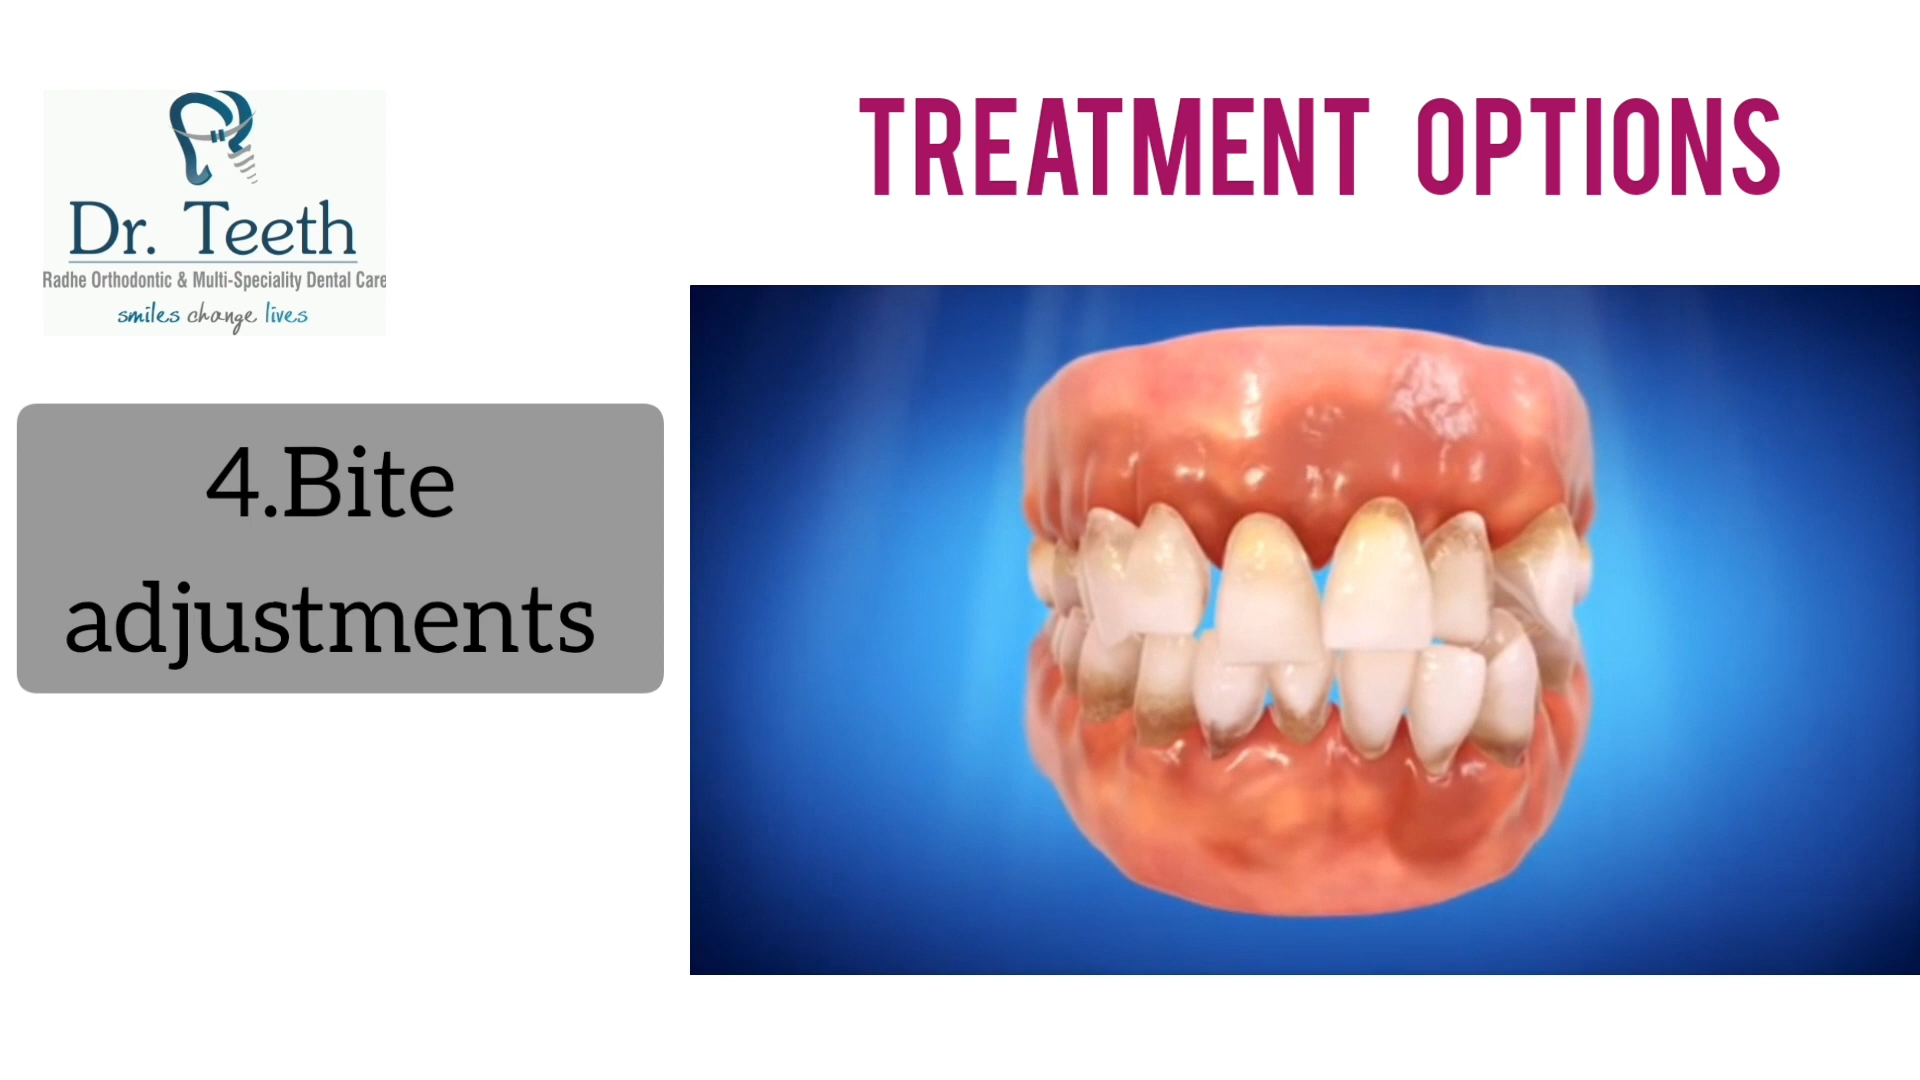 TREATMENT OPTIONS
Dr. Teeth
Radhe Orthodontic & Multi-Speciality Dental Care
smiles change lives
4.Bite
adjustments